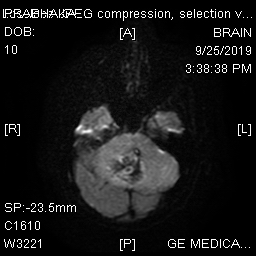 JPEG compression, selection v...
DOB: BRAIN
10 9/25/2019
3:38:38 PM
[A]
[R] [L]
SP:-23.5mm
C1610
W3221 [P] GE MEDICA...